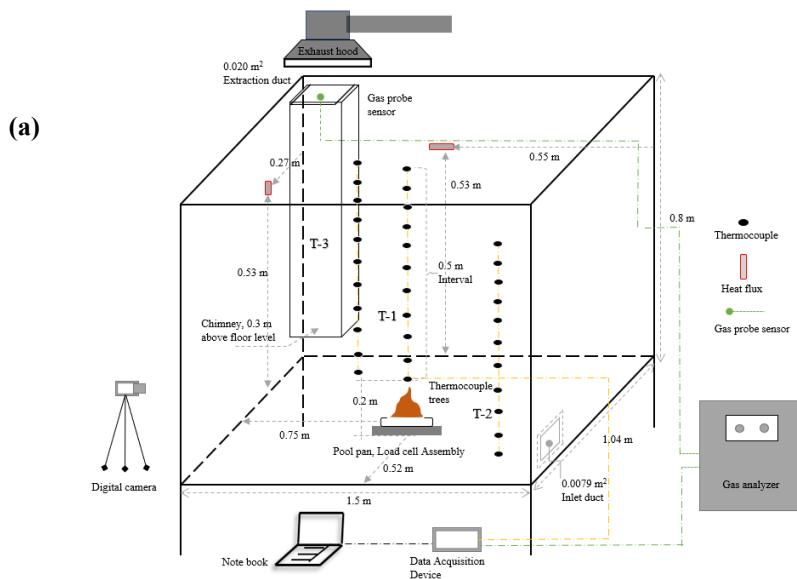 Exhaust hood
0.020 m²
Extraction duct
(a)
Gas probe
sensor
0.27 m
0.55 m
0.53 m
0.8 m
Thermocouple
T-3
0.53 m
0.5 m
Interval
Heat flux
T-1
Chimney, 0.3 m
above floor level
Gas probe sensor
Thermocouple
trees
0.2 m
T-2
0.75 m
1.04 m
Pool pan, Load cell Assembly
0.52 m
0.0079 m²
Inlet duct
Digital camera
Gas analyzer
1.5 m
Note book
Data Acquisition
Device